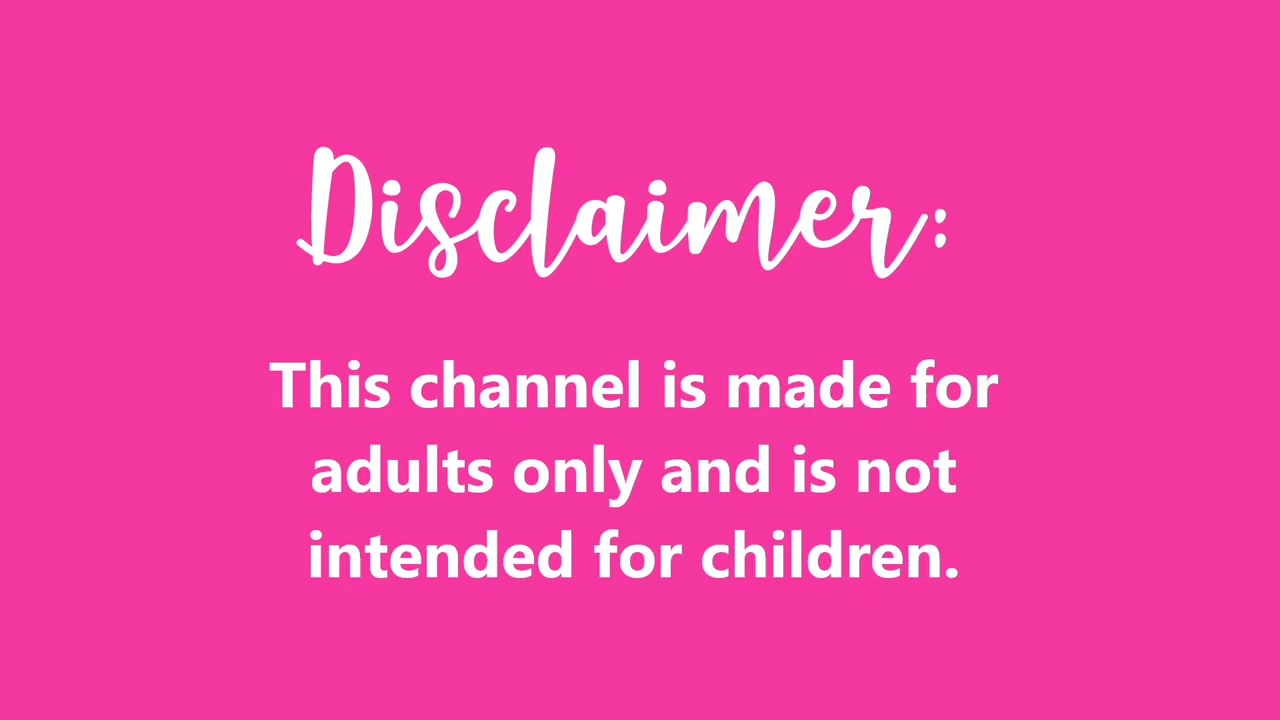 Disclaimer:
This channel is made for
adults only and is not
intended for children.